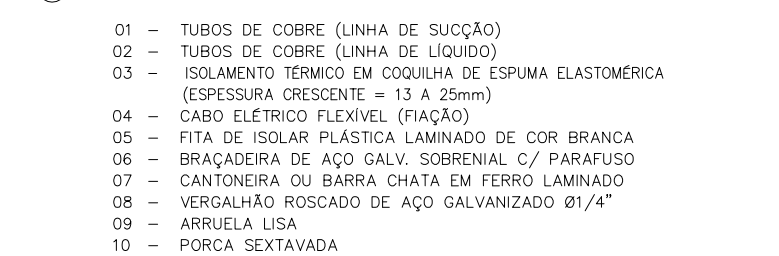 01 – TUBOS DE COBRE (LINHA DE SUCÇÃO)
02 – TUBOS DE COBRE (LINHA DE LÍQUIDO)
03 – ISOLAMENTO TÉRMICO EM COQUILHA DE ESPUMA ELASTOMÉRICA
(ESPESSURA CRESCENTE = 13 A 25mm)
04 – CABO ELÉTRICO FLEXÍVEL (FIAÇÃO)
05 – FITA DE ISOLAR PLÁSTICA LAMINADO DE COR BRANCA
06 – BRAÇADEIRA DE AÇO GALV. SOBRENIAL C/ PARAFUSO
07 – CANTONEIRA OU BARRA CHATA EM FERRO LAMINADO
08 – VERGALHÃO ROSCADO DE AÇO GALVANIZADO Ø1/4”
09 – ARRUELA LISA
10 – PORCA SEXTAVADA